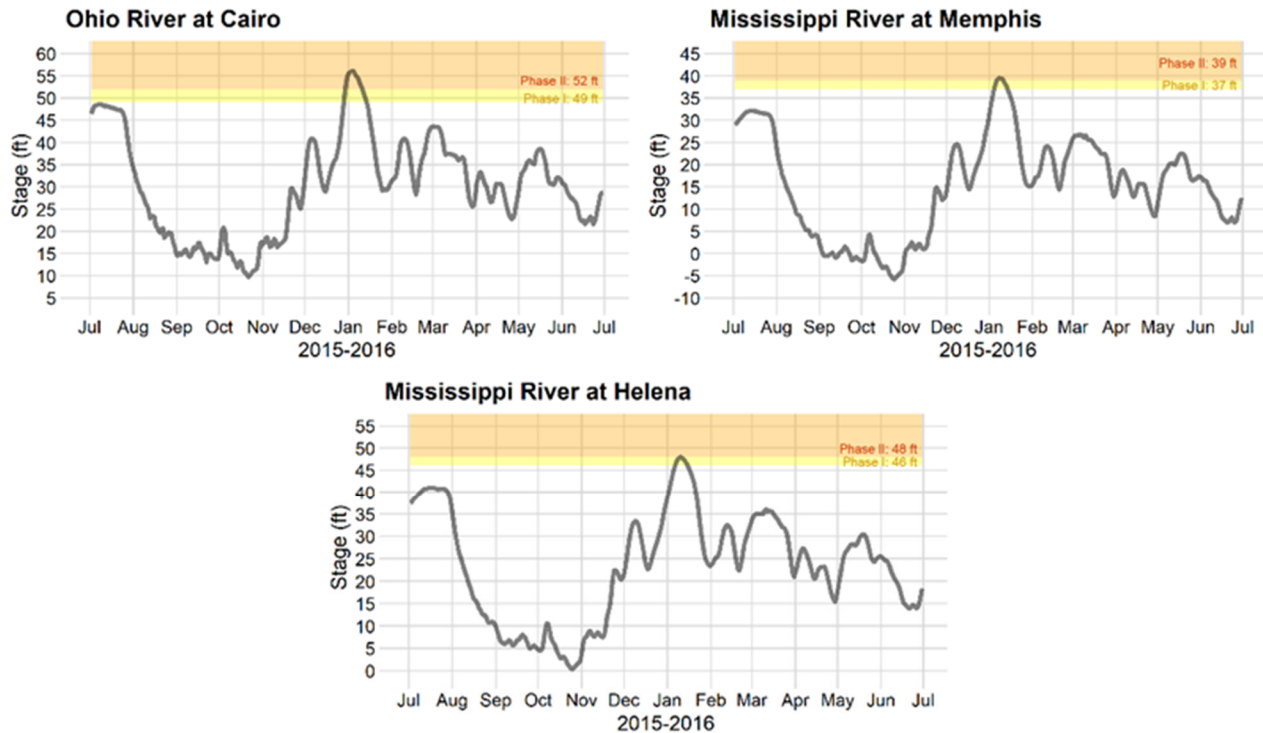 Ohio River at Cairo
60
55
50
45
40
35
30
25
20
15
10
5
Stage (ft)
Phase II: 52 ft
Phase I: 49 ft
Jul Aug Sep Oct Nov Dec Jan Feb Mar Apr May Jun Jul
2015-2016
Mississippi River at Memphis
45
40
35
30
25
20
15
10
5
0
-5
-10
Stage (ft)
Phase II: 39 ft
Phase I: 37 ft
Jul Aug Sep Oct Nov Dec Jan Feb Mar Apr May Jun Jul
2015-2016
Mississippi River at Helena
55
50
45
40
35
30
25
20
15
10
5
0
Stage (ft)
Phase II: 48 ft
Phase I: 46 ft
Jul Aug Sep Oct Nov Dec Jan Feb Mar Apr May Jun Jul
2015-2016